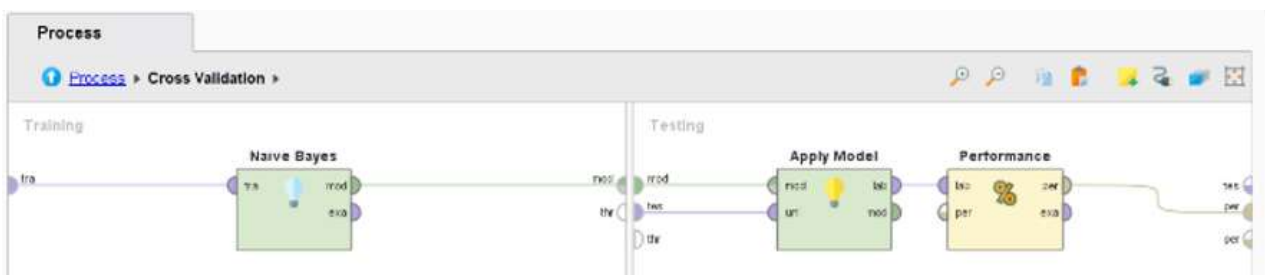 Process
Process ▸ Cross Validation ▸
Training
Testing
Naive Bayes
Apply Model
Performance
tra
tra
mod
exa
mod
thr
mod
tes
thr
mod
unl
lab
mod
lab
per
per
exa
tes
per
per